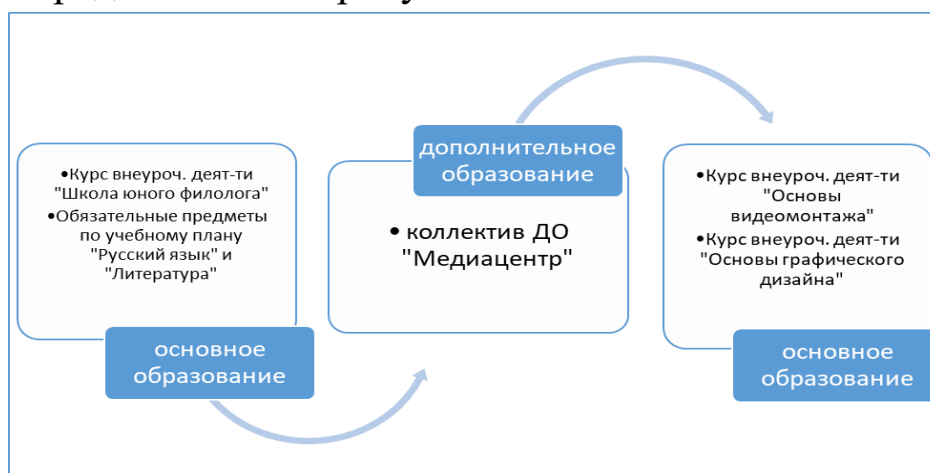 •Курс внеуроч. деят-ти
"Школа юного филолога"
•Обязательные предметы
по учебному плану
"Русский язык" и
"Литература"
основное
образование
дополнительное
образование
• коллектив ДО
"Медиацентр"
•Курс внеуроч. деят-ти
"Основы
видеомонтажа"
•Курс внеуроч. деят-ти
"Основы графического
дизайна"
основное
образование